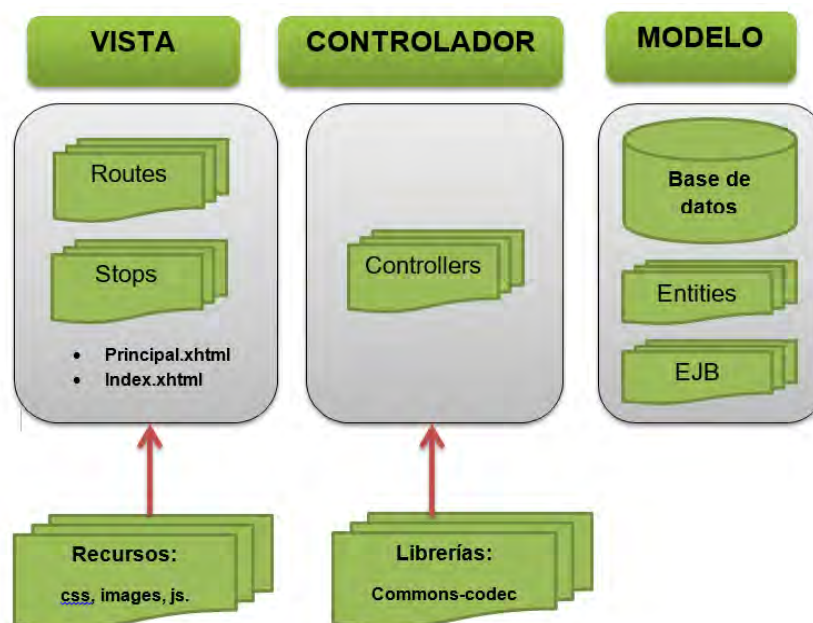 VISTA
CONTROLADOR
MODELO
Routes
Stops
• Principal.xhtml
• Index.xhtml
Controllers
Base de
datos
Entities
EJB
Recursos:
css, images, js.
Librerías:
Commons-codec